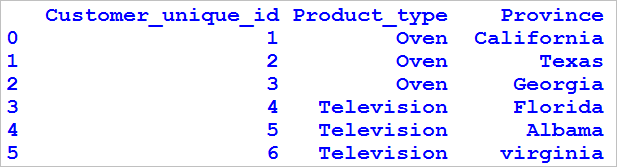 Customer_unique_id Product_type Province
0 1 Oven California
1 2 Oven Texas
2 3 Oven Georgia
3 4 Television Florida
4 5 Television Albama
5 6 Television virginia